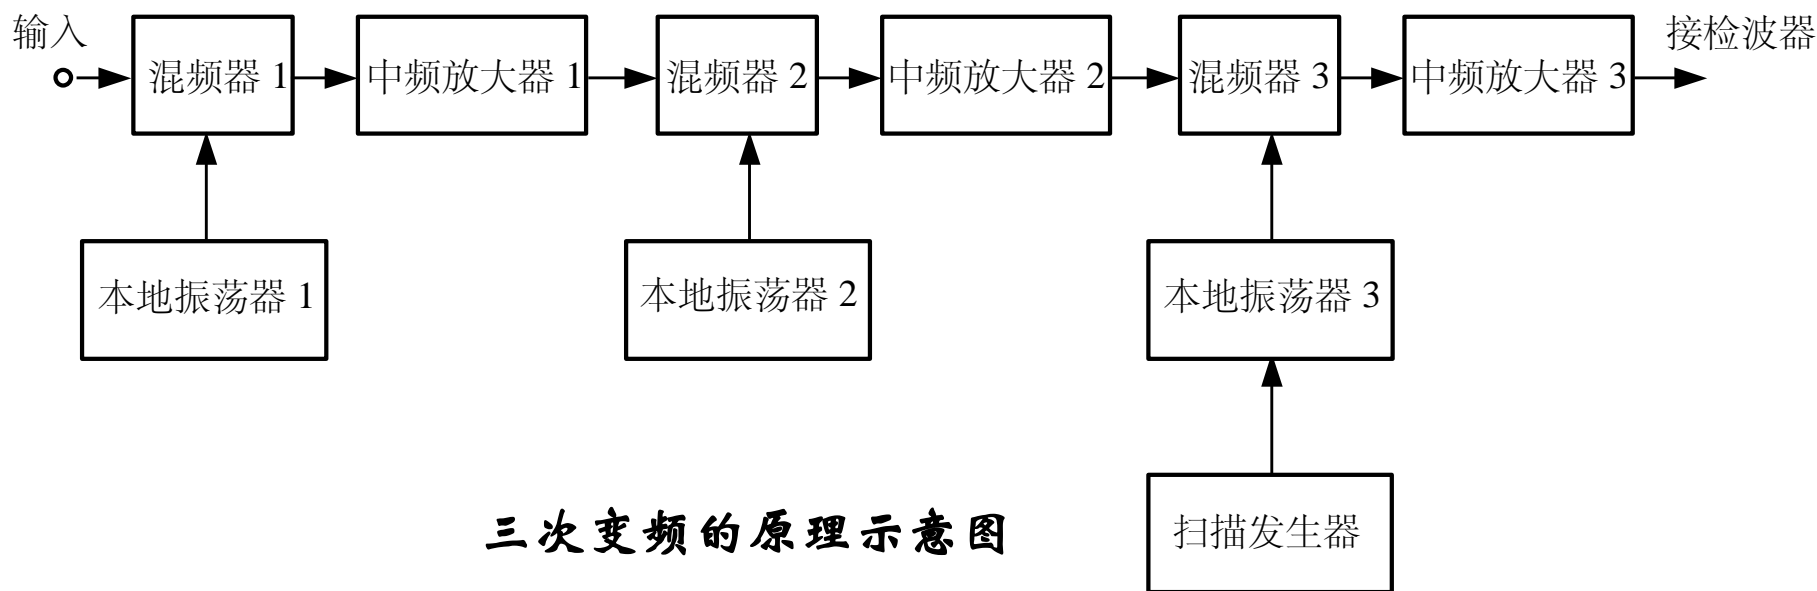 输入
接检波器
混频器 1
中频放大器 1
混频器 2
中频放大器 2
混频器 3
中频放大器 3
本地振荡器 1
本地振荡器 2
本地振荡器 3
扫描发生器
三次变频的原理示意图